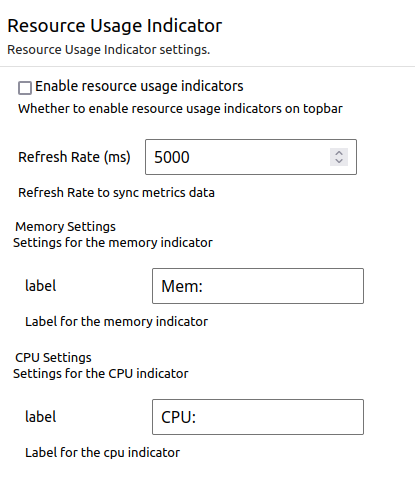 Resource Usage Indicator
Resource Usage Indicator settings.
Enable resource usage indicators
Whether to enable resource usage indicators on topbar
Refresh Rate (ms) 5000
Refresh Rate to sync metrics data
Memory Settings
Settings for the memory indicator
label Mem:
Label for the memory indicator
CPU Settings
Settings for the CPU indicator
label CPU:
Label for the cpu indicator